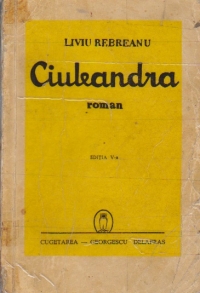 LIVIU REBREANU
Ciuleandra
roman
EDIȚIA V-a
CUGETAREA — GEORGESCU DELAFRAS